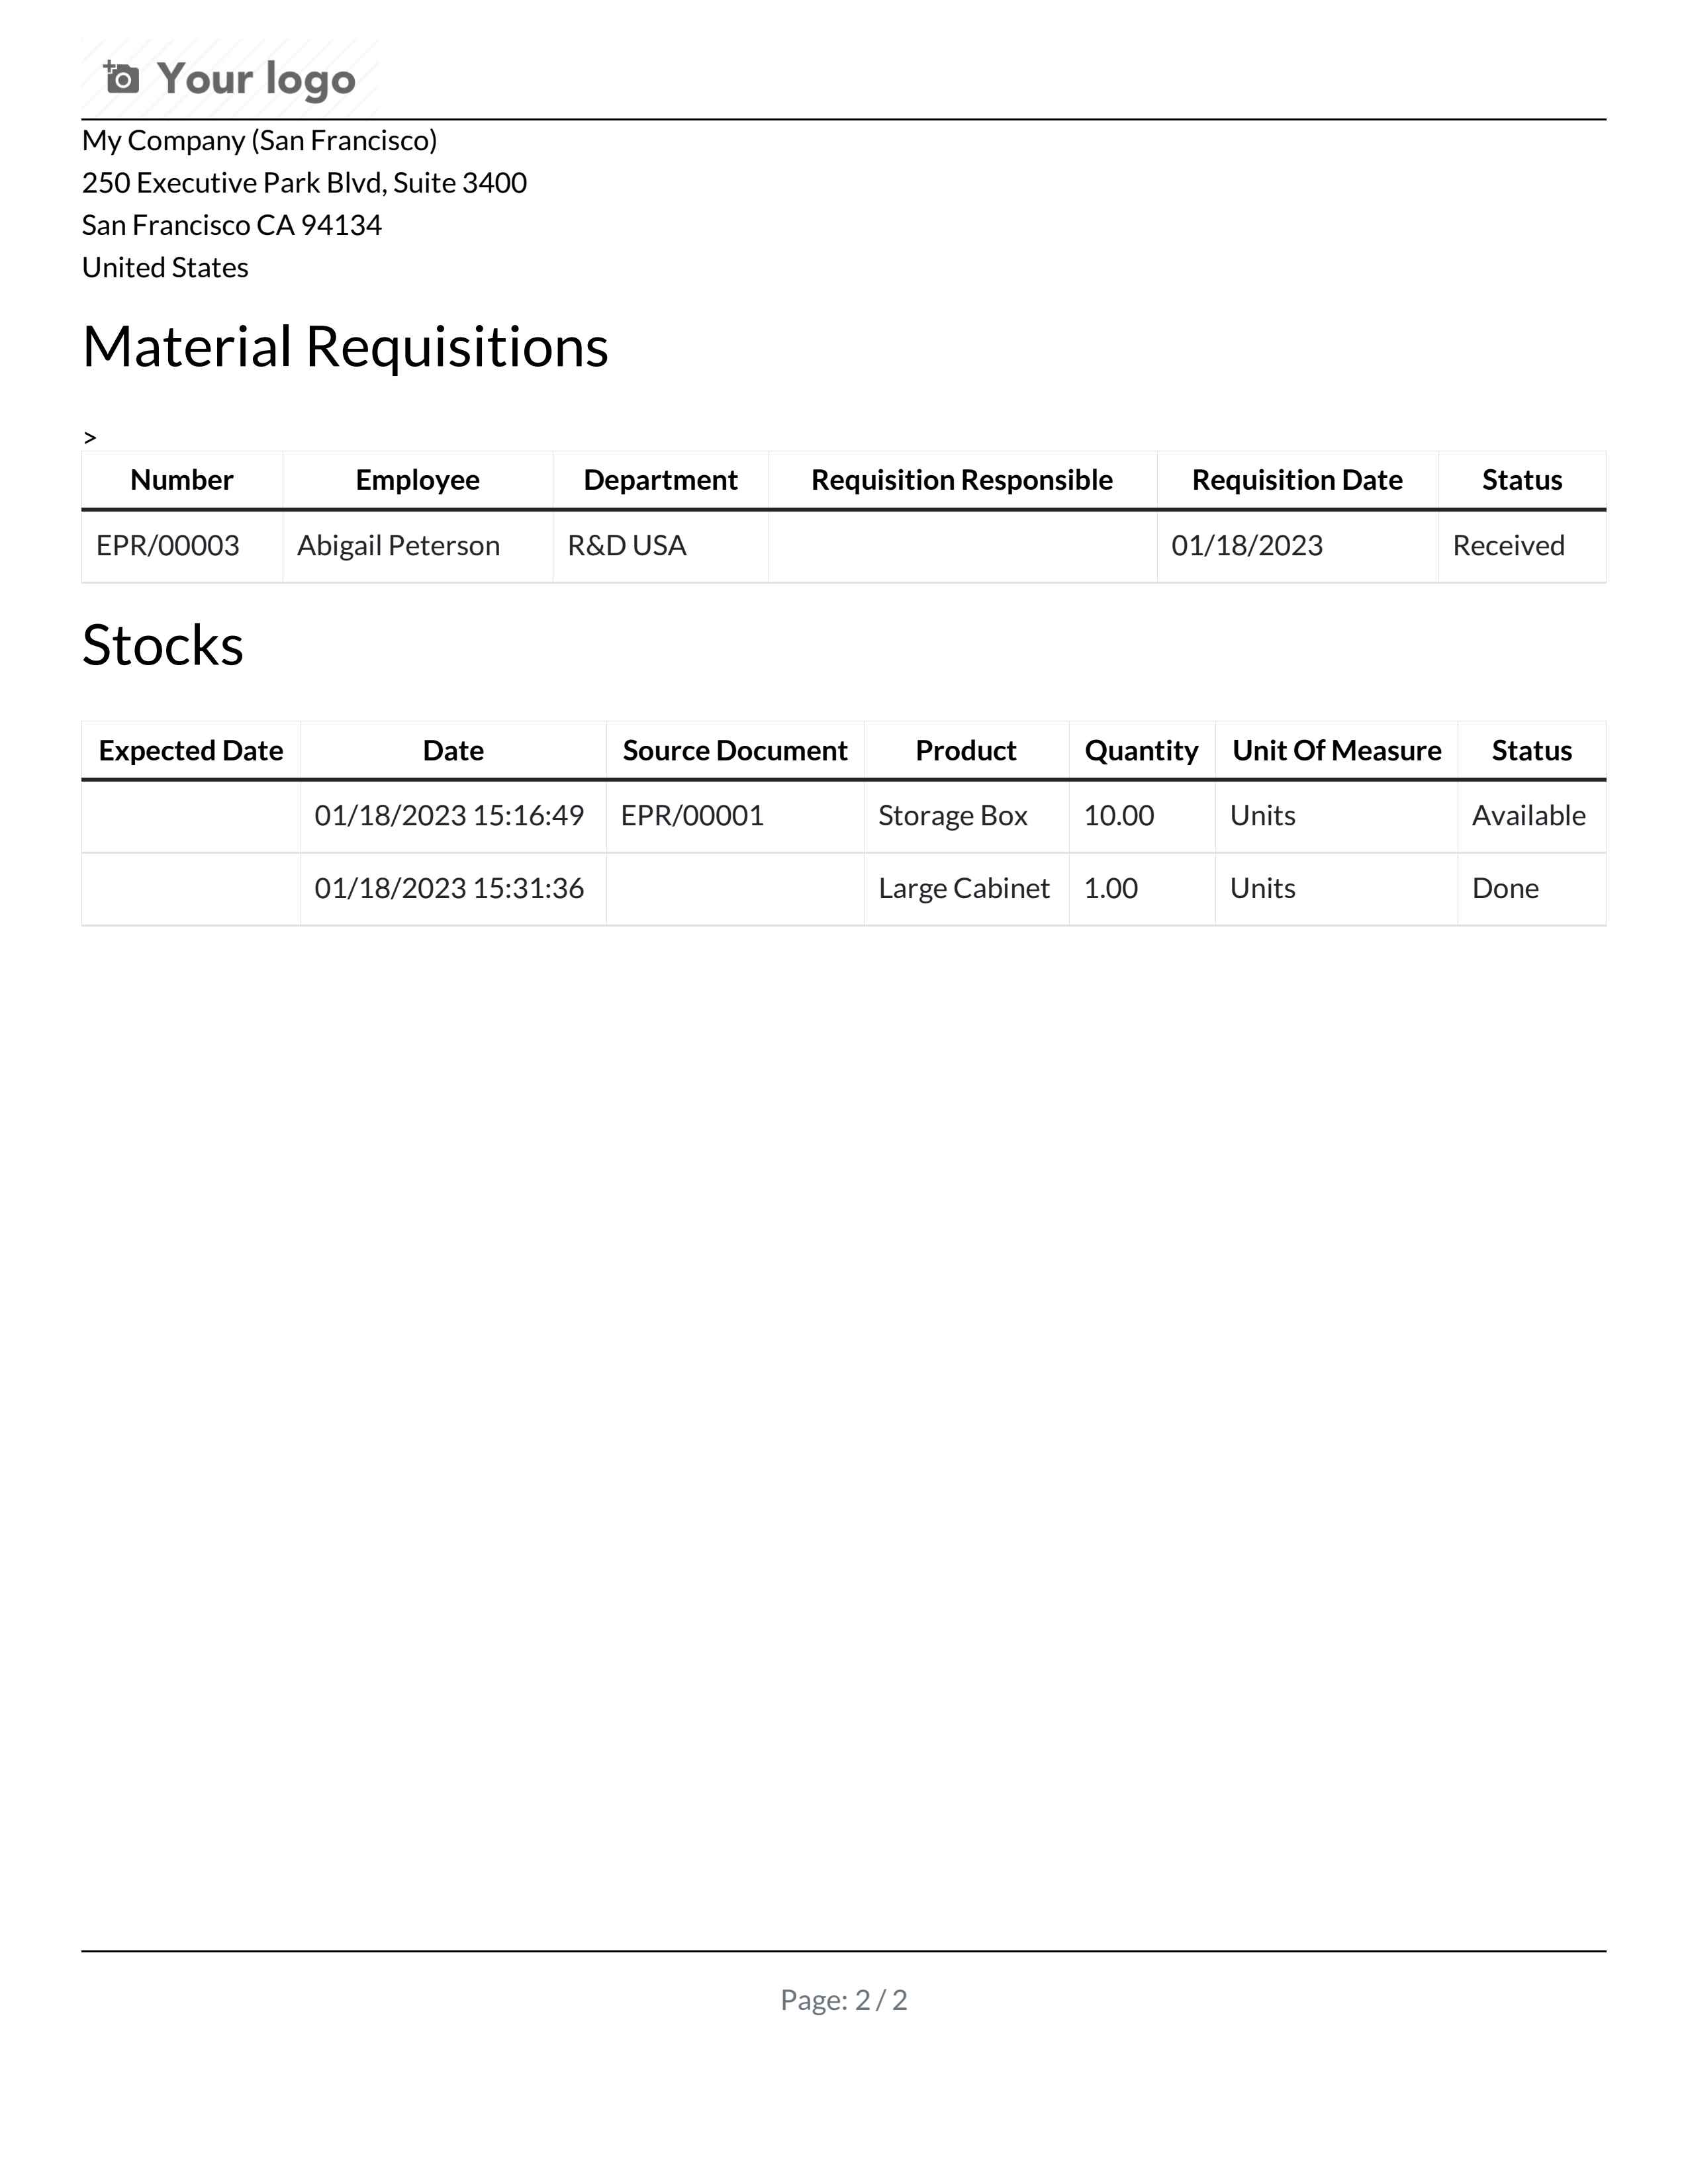 Your logo
My Company (San Francisco)
250 Executive Park Blvd, Suite 3400
San Francisco CA 94134
United States
Material Requisitions
>
Number Employee Department Requisition Responsible Requisition Date Status
EPR/00003 Abigail Peterson R&D USA 01/18/2023 Received
Stocks
Expected Date Date Source Document Product Quantity Unit Of Measure Status
01/18/2023 15:16:49 EPR/00001 Storage Box 10.00 Units Available
01/18/2023 15:31:36 Large Cabinet 1.00 Units Done
Page: 2 / 2